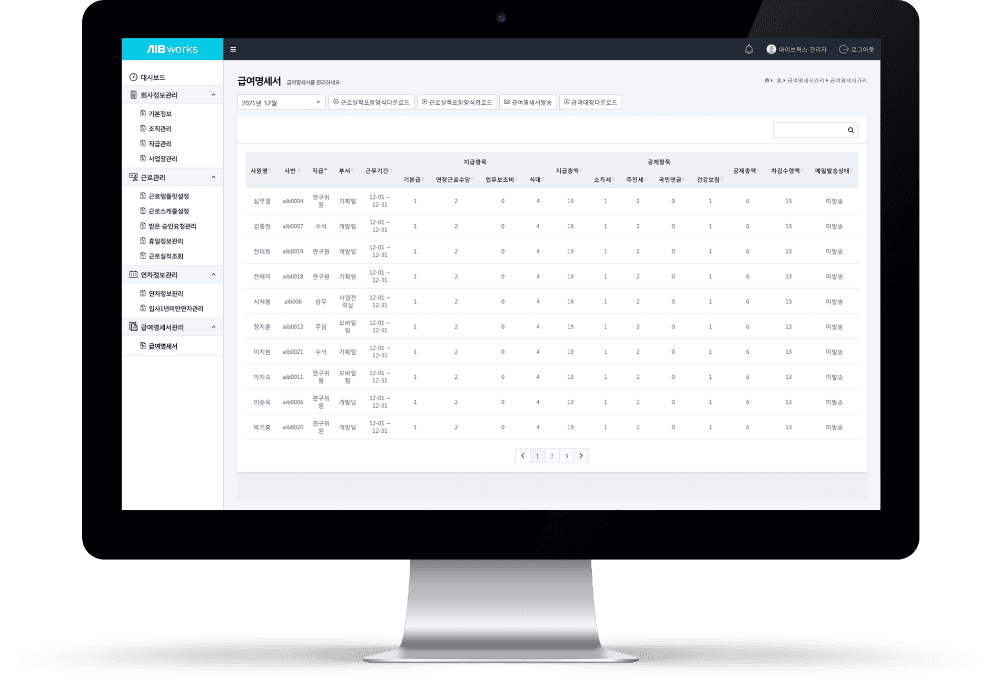 AIB works
아이브웍스 관리자 로그아웃
대시보드
회사정보관리
기본정보
조직관리
직급관리
사업장관리
근로관리
근로템플릿설정
근로스케줄설정
받은 승인요청관리
휴일정보관리
근로실적조회
연차정보관리
연차정보관리
입사1년미만연차관리
급여명세서관리
급여명세서
급여명세서 급여명세서를 관리하세요.
홈 급여명세서관리 급여명세서관리
2021년 12월 근로실적포함양식다운로드 근로실적포함양식업로드 급여명세서발송 급여대장다운로드
사원명 사번 직급 부서 근무기간 지급항목 지급총액 공제항목 공제총액 차감수령액 메일발송상태
기본급 연장근로수당 업무보조비 식대 소득세 주민세 국민연금 건강보험
심무열 aib0004 연구위원 기획팀 12-01 ~ 12-31 1 2 0 4 19 1 2 0 1 6 13 미발송
김종현 aib0007 수석 개발팀 12-01 ~ 12-31 1 2 0 4 19 1 2 0 1 6 13 미발송
전대희 aib0019 연구원 개발팀 12-01 ~ 12-31 1 2 0 4 19 1 2 0 1 6 13 미발송
전혜미 aib0018 연구원 기획팀 12-01 ~ 12-31 1 2 0 4 19 1 2 0 1 6 13 미발송
서재봉 aib006 상무 사업전략실 12-01 ~ 12-31 1 2 0 4 19 1 2 0 1 6 13 미발송
정지훈 aib0012 주임 모바일팀 12-01 ~ 12-31 1 2 0 4 19 1 2 0 1 6 13 미발송
이지현 aib0021 수석 기획팀 12-01 ~ 12-31 1 2 0 4 19 1 2 0 1 6 13 미발송
박지숙 aib0011 연구위원 모바일팀 12-01 ~ 12-31 1 2 0 4 19 1 2 0 1 6 13 미발송
이순욱 aib0006 연구위원 개발팀 12-01 ~ 12-31 1 2 0 4 19 1 2 0 1 6 13 미발송
박기홍 aib0020 연구위원 개발팀 12-01 ~ 12-31 1 2 0 4 19 1 2 0 1 6 13 미발송
1 2 3